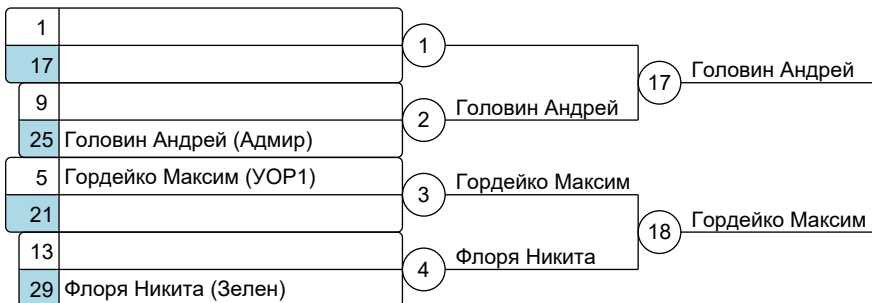 1
17
1
9
25 Головин Андрей (Адмир)
2
Головин Андрей
17
Головин Андрей
5 Гордейко Максим (УОР1)
21
3
Гордейко Максим
13
29 Флоря Никита (Зелен)
4
Флоря Никита
18
Гордейко Максим